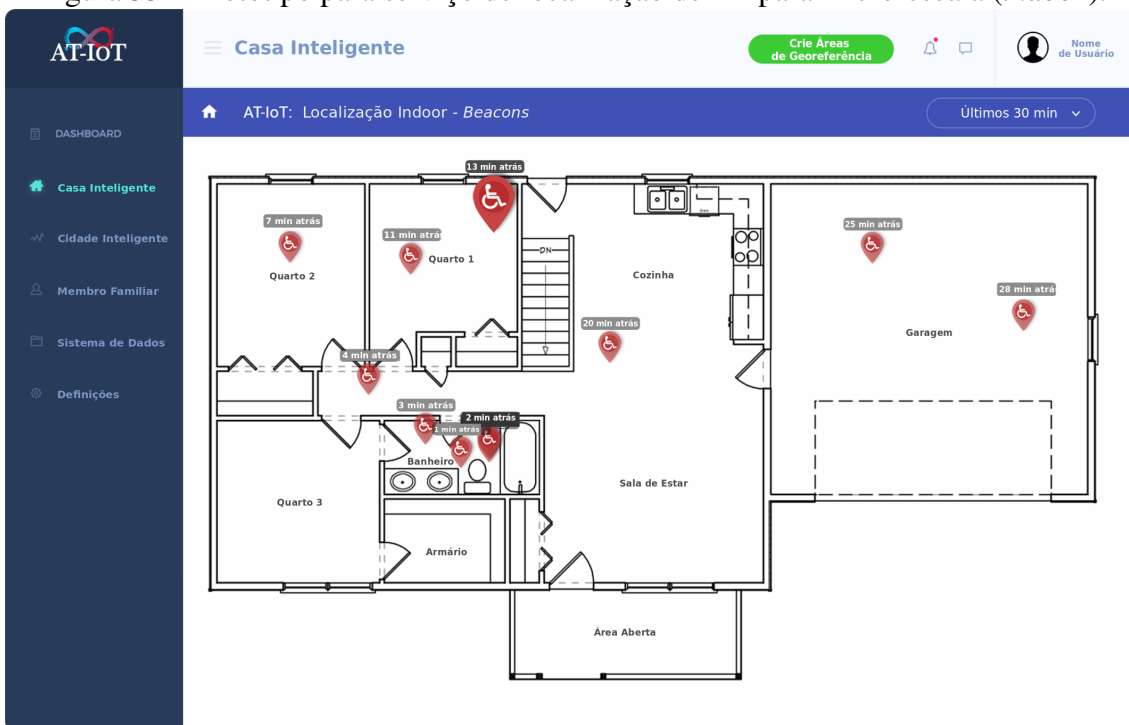 AT-IoT
Casa Inteligente
Crie Áreas
de Georeferência
Nome
de Usuário
AT-IoT: Localização Indoor - Beacons
Últimos 30 min
DASHBOARD
Casa Inteligente
Cidade Inteligente
Membro Familiar
Sistema de Dados
Definições
13 min atrás
7 min atrás
11 min atrás
25 min atrás
DN
Quarto 1
Quarto 2
Cozinha
28 min atrás
20 min atrás
Garagem
4 min atrás
3 min atrás
2 min atrás
1 min atrás
Banheiro
Sala de Estar
Quarto 3
Armário
Área Aberta